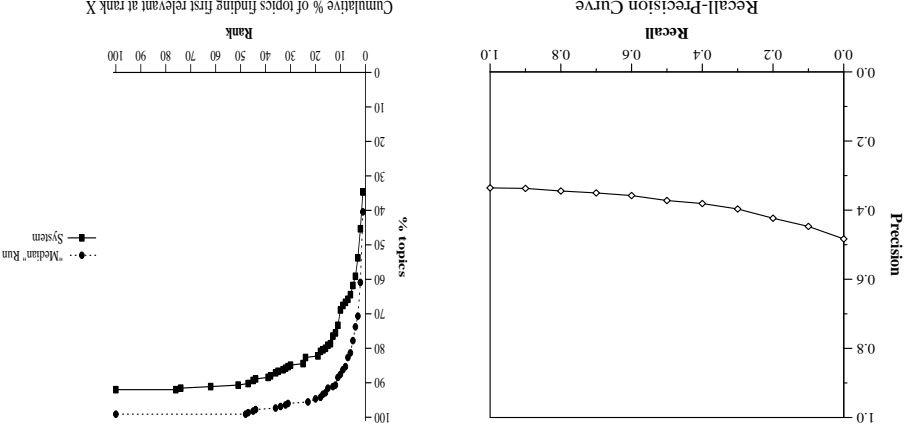 1.0
0.8
0.6
0.4
0.2
0.0
Precision
0.0 0.2 0.4 0.6 0.8 1.0
Recall
Recall-Precision Curve
100
90
80
70
60
50
40
30
20
10
0
% topics
0 10 20 30 40 50 60 70 80 90 100
Rank
"Median" Run
System
Cumulative % of topics finding first relevant at rank X